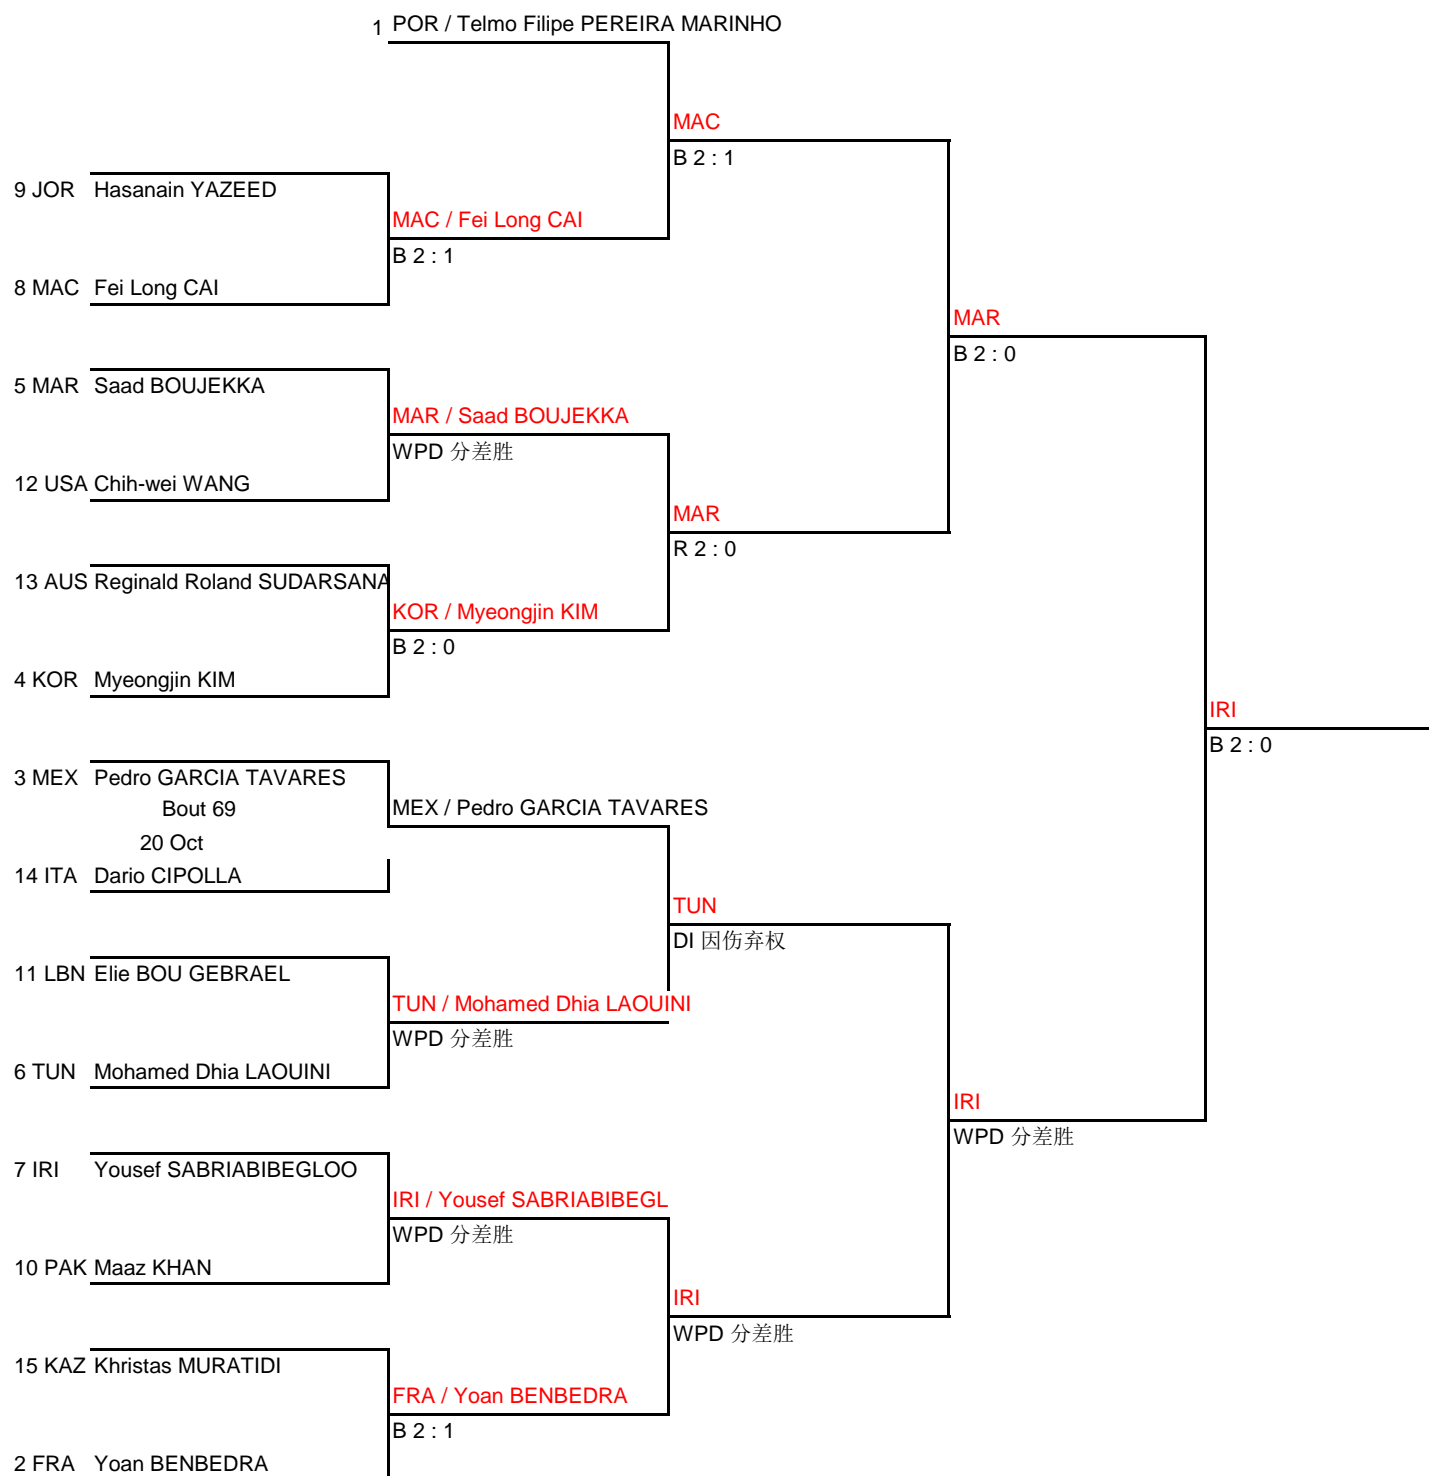 1 POR / Telmo Filipe PEREIRA MARINHO
MAC
B 2 : 1
9 JOR Hasanain YAZEED
MAC / Fei Long CAI
B 2 : 1
8 MAC Fei Long CAI
MAR
B 2 : 0
5 MAR Saad BOUJEKKA
MAR / Saad BOUJEKKA
WPD 分差胜
12 USA Chih-wei WANG
MAR
R 2 : 0
13 AUS Reginald Roland SUDARSANA
KOR / Myeongjin KIM
B 2 : 0
4 KOR Myeongjin KIM
IRI
B 2 : 0
3 MEX Pedro GARCIA TAVARES
Bout 69
MEX / Pedro GARCIA TAVARES
20 Oct
14 ITA Dario CIPOLLA
TUN
DI 因伤弃权
11 LBN Elie BOU GEBRAEL
TUN / Mohamed Dhia LAOUINI
WPD 分差胜
6 TUN Mohamed Dhia LAOUINI
IRI
WPD 分差胜
7 IRI Yousef SABRIABIBEGLOO
IRI / Yousef SABRIABIBEGL
WPD 分差胜
10 PAK Maaz KHAN
IRI
WPD 分差胜
15 KAZ Khristas MURATIDI
FRA / Yoan BENBEDRA
B 2 : 1
2 FRA Yoan BENBEDRA